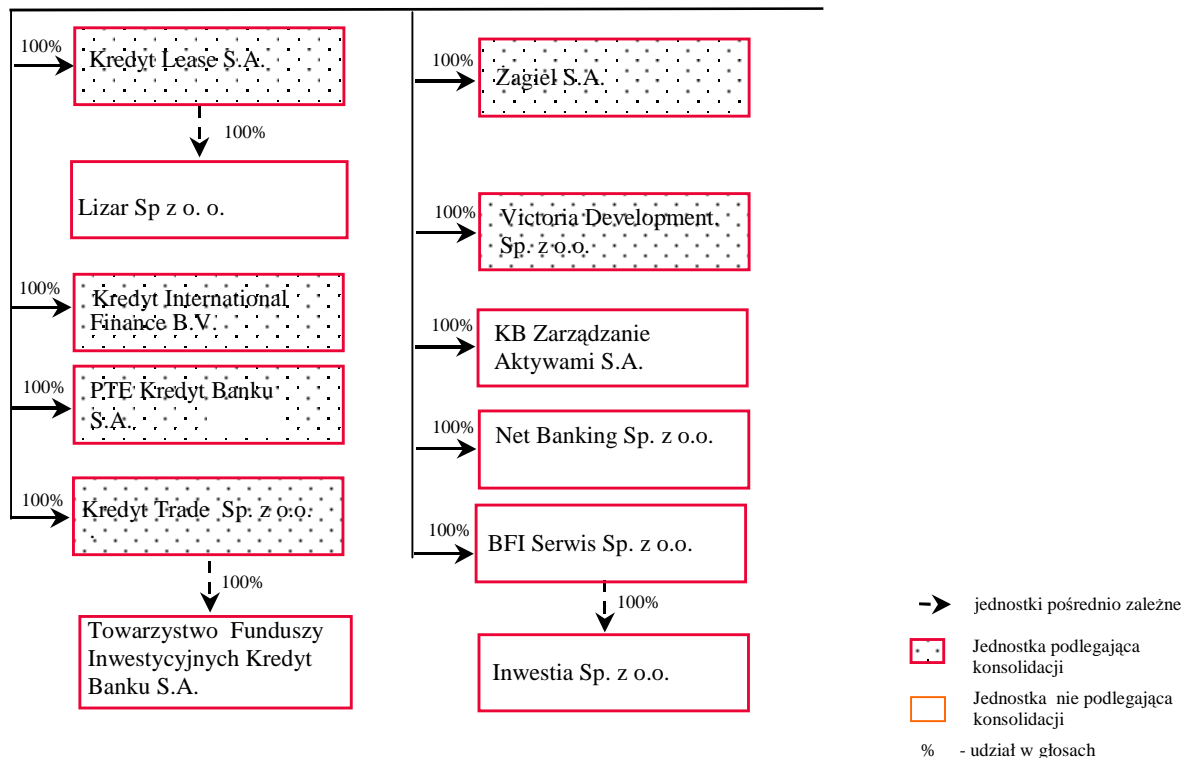 100%
Kredyt Lease S.A.
100%
Lizar Sp z o. o.
100%
Kredyt International
Finance B.V.
100%
PTE Kredyt Banku
S.A.
100%
Kredyt Trade Sp. z o.o.
.
100%
Towarzystwo Funduszy
Inwestycyjnych Kredyt
Banku S.A.
100%
Żagiel S.A.
100%
Victoria Development
Sp. z o.o.
100%
KB Zarządzanie
Aktywami S.A.
100%
Net Banking Sp. z o.o.
100%
BFI Serwis Sp. z o.o.
100%
Inwestia Sp. z o.o.
jednostki pośrednio zależne
Jednostka podlegająca
konsolidacji
Jednostka nie podlegająca
konsolidacji
% - udział w głosach